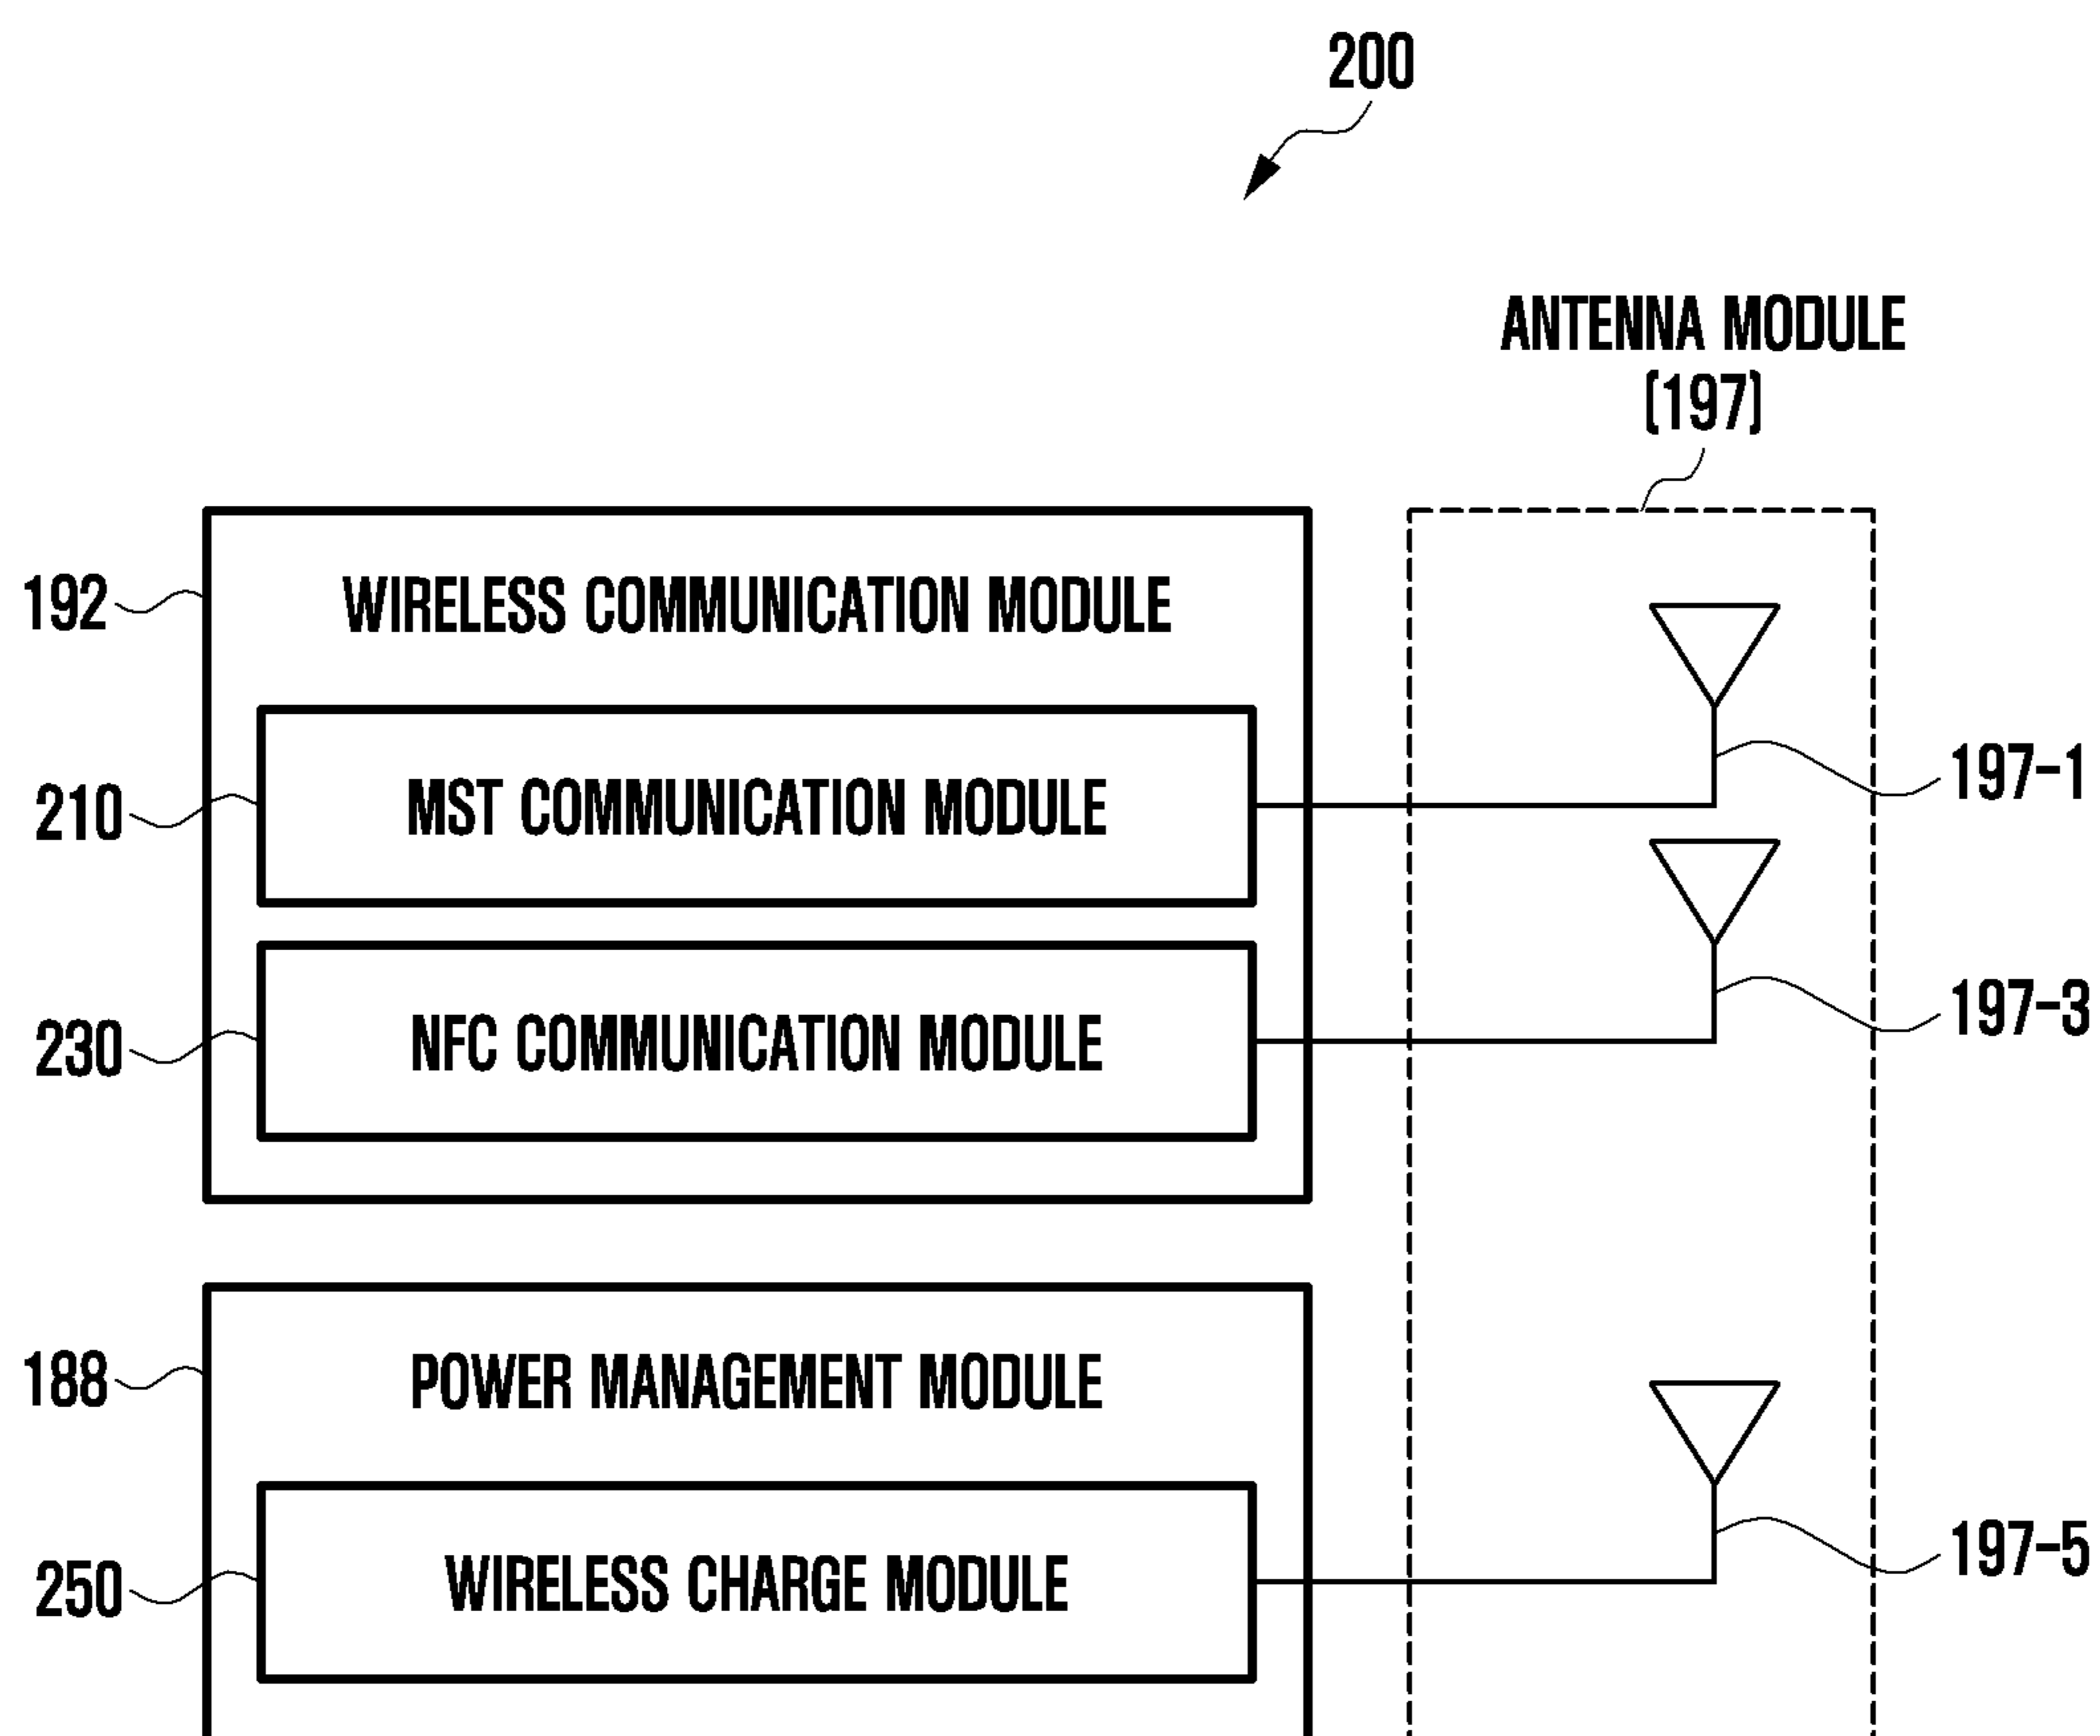 200
ANTENNA MODULE
(197)
192
WIRELESS COMMUNICATION MODULE
210
MST COMMUNICATION MODULE
197-1
230
NFC COMMUNICATION MODULE
197-3
188
POWER MANAGEMENT MODULE
250
WIRELESS CHARGE MODULE
197-5